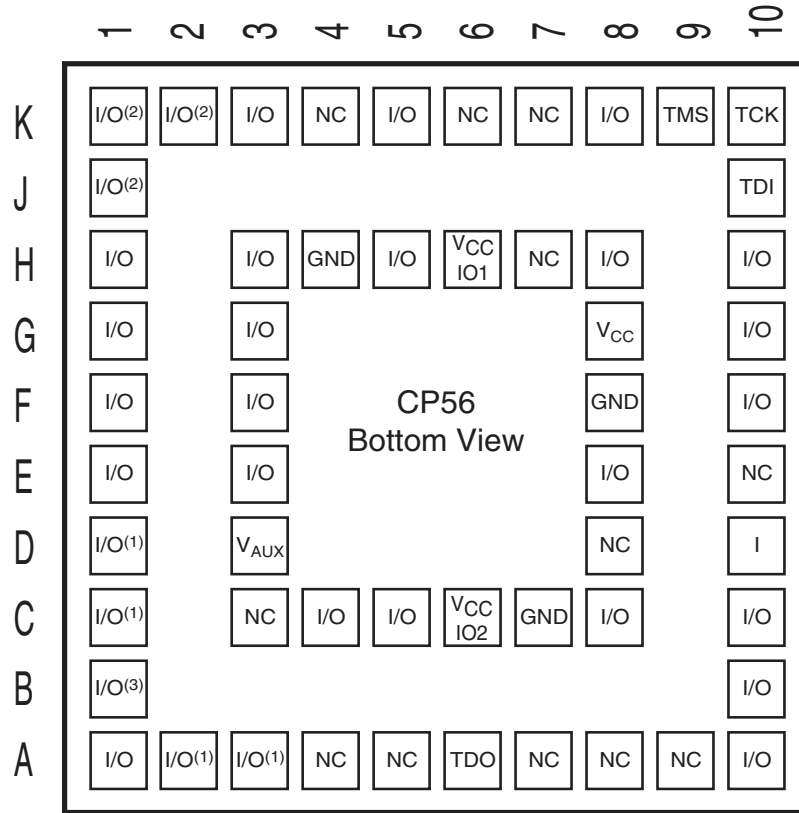 1 2 3 4 5 6 7 8 9 10
K I/O(2) I/O(2) I/O NC I/O NC NC I/O TMS TCK
J I/O(2) TDI
H I/O I/O GND I/O VCC IO1 NC I/O I/O
G I/O I/O VCC I/O
F I/O I/O GND I/O
E I/O I/O I/O NC
CP56
Bottom View
D I/O(1) VAUX NC I
C I/O(1) NC I/O I/O VCC IO2 GND I/O I/O
B I/O(3) I/O
A I/O I/O(1) I/O(1) NC NC TDO NC NC NC I/O